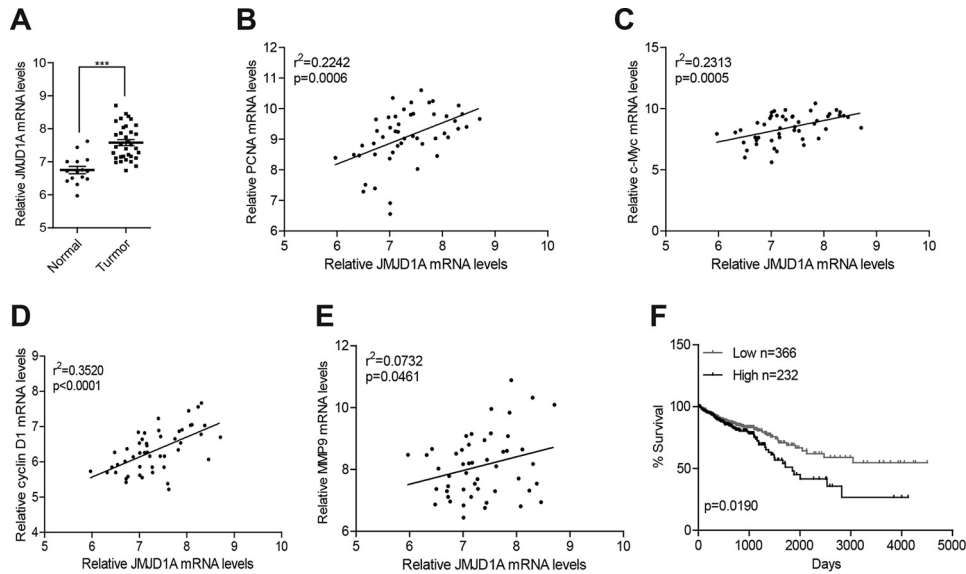 A
Relative JMJD1A mRNA levels
10
9
8
7
6
5
***
Normal
Tumor
B
Relative PCNA mRNA levels
12
11
10
9
8
7
6
r²=0.2242
p=0.0006
5 6 7 8 9 10
Relative JMJD1A mRNA levels
C
Relative c-Myc mRNA levels
15
10
5
0
r²=0.2313
p=0.0005
5 6 7 8 9 10
Relative JMJD1A mRNA levels
D
Relative cyclin D1 mRNA levels
9
8
7
6
5
4
r²=0.3520
p<0.0001
5 6 7 8 9 10
Relative JMJD1A mRNA levels
E
Relative MMP9 mRNA levels
12
10
8
6
r²=0.0732
p=0.0461
5 6 7 8 9 10
Relative JMJD1A mRNA levels
F
% Survival
150
100
50
0
Low n=366
High n=232
p=0.0190
0 1000 2000 3000 4000 5000
Days